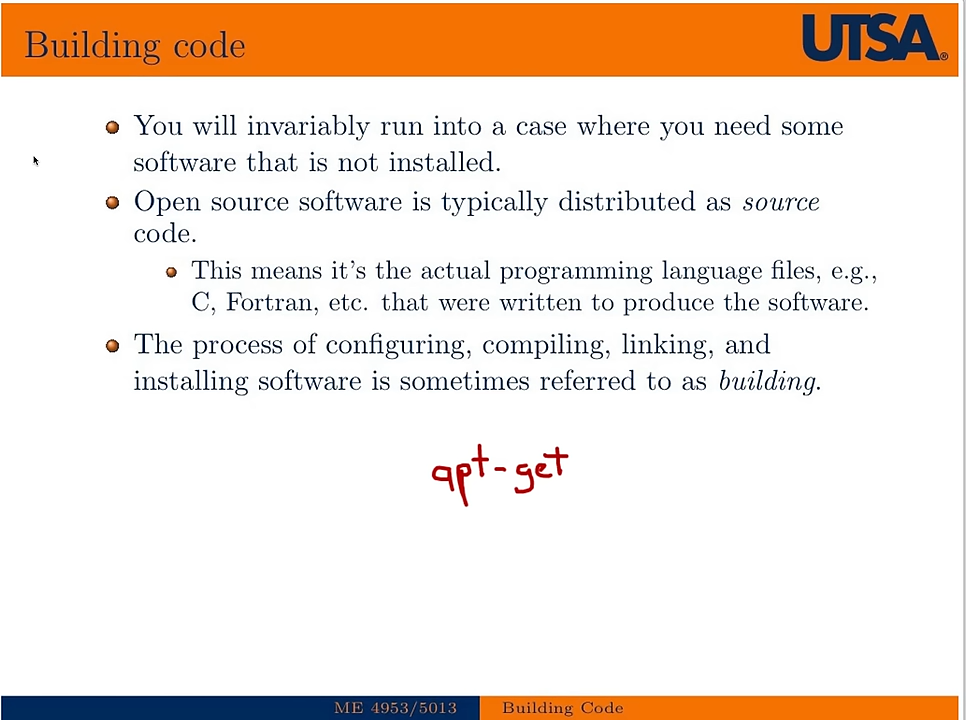 Building code
UTSA®
You will invariably run into a case where you need some
software that is not installed.
Open source software is typically distributed as source
code.
This means it's the actual programming language files, e.g.,
C, Fortran, etc. that were written to produce the software.
The process of configuring, compiling, linking, and
installing software is sometimes referred to as building.
apt-get
ME 4953/5013
Building Code